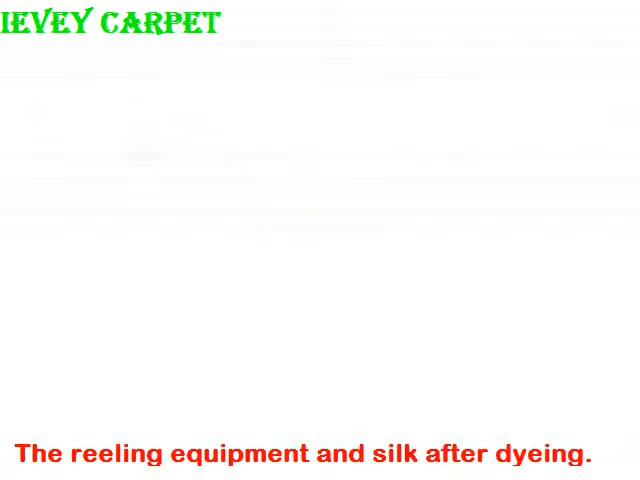 IEVEY CARPET
The reeling equipment and silk after dyeing.